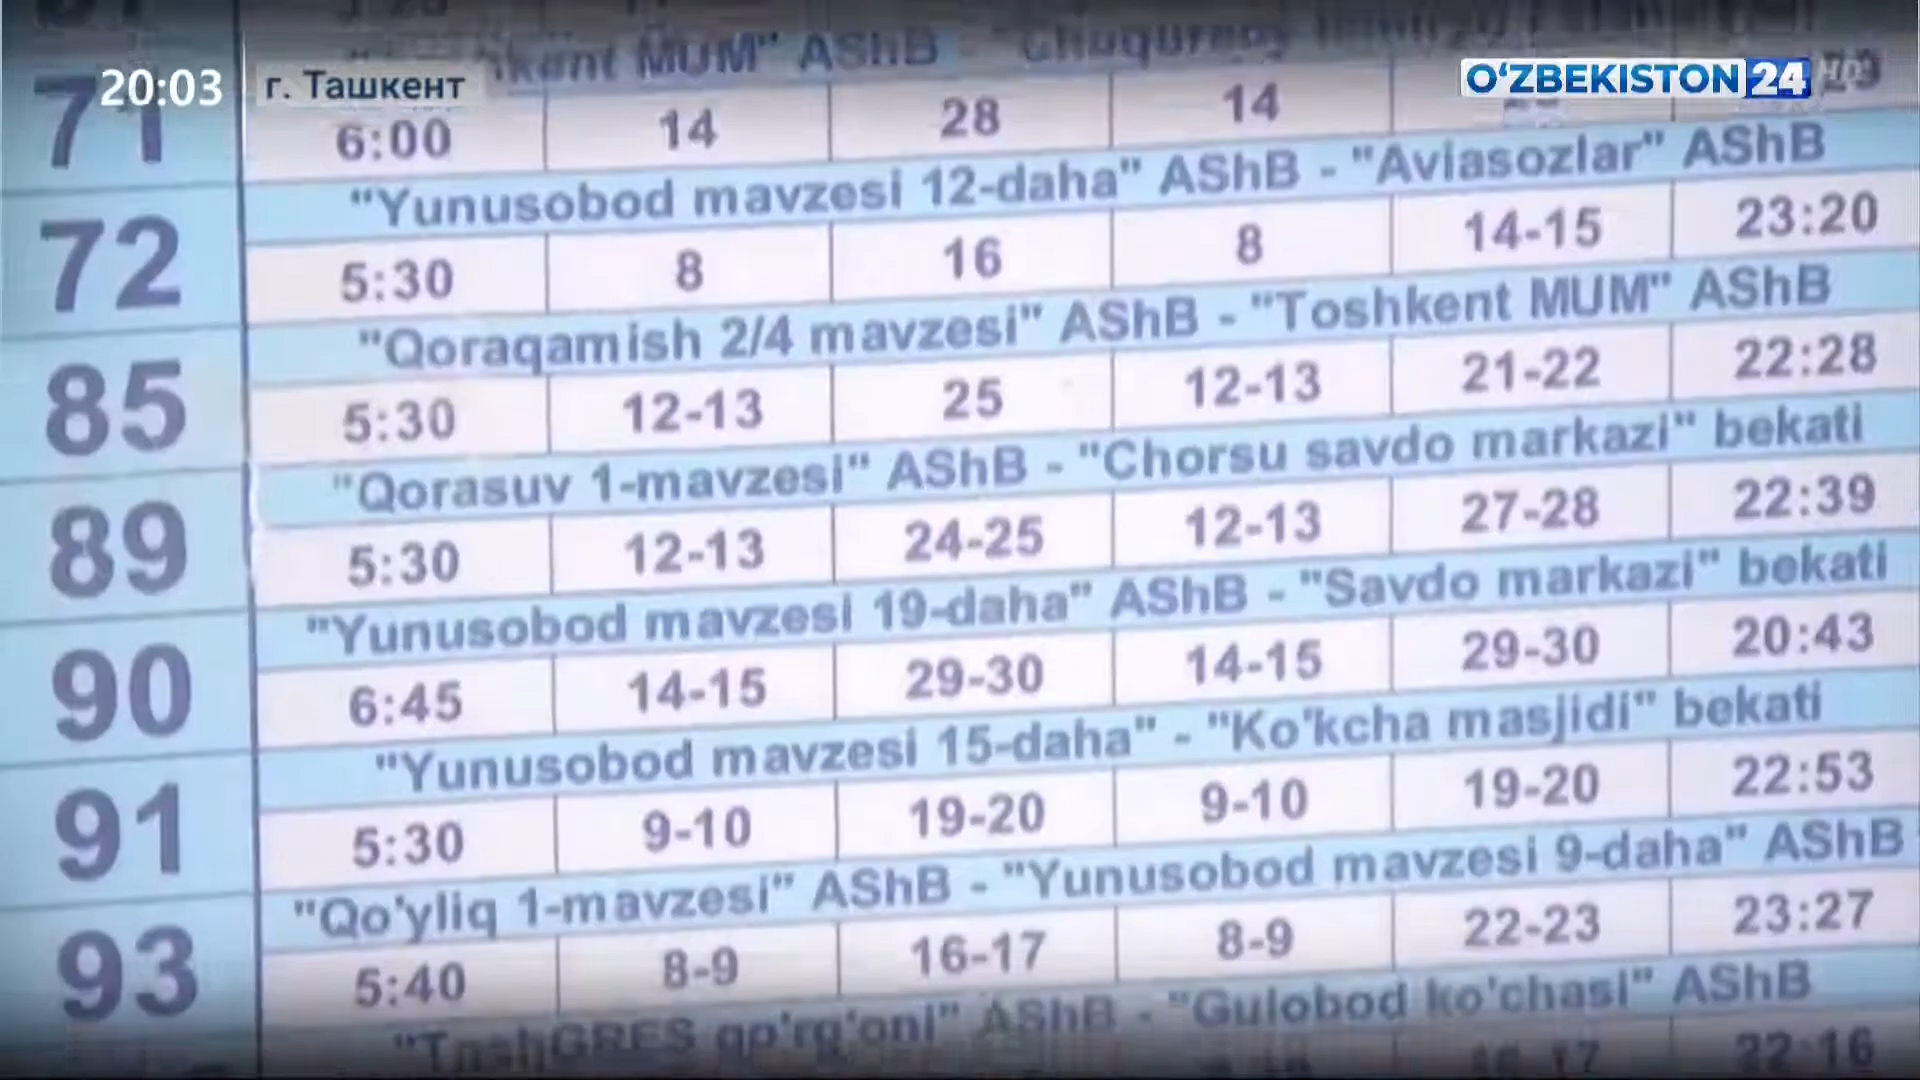 20:03
г. Ташкент
O‘ZBEKISTON 24 HD
MUM" AShB
71 6:00 14 28 14
"Yunusobod mavzesi 12-daha" AShB - "Aviasozlar" AShB
72 5:30 8 16 8 14-15 23:20
"Qoraqamish 2/4 mavzesi" AShB - "Toshkent MUM" AShB
85 5:30 12-13 25 12-13 21-22 22:28
"Qorasuv 1-mavzesi" AShB - "Chorsu savdo markazi" bekati
89 5:30 12-13 24-25 12-13 27-28 22:39
"Yunusobod mavzesi 19-daha" AShB - "Savdo markazi" bekati
90 6:45 14-15 29-30 14-15 29-30 20:43
"Yunusobod mavzesi 15-daha" - "Ko'kcha masjidi" bekati
91 5:30 9-10 19-20 9-10 19-20 22:53
"Qo'yliq 1-mavzesi" AShB - "Yunusobod mavzesi 9-daha" AShB
93 5:40 8-9 16-17 8-9 22-23 23:27
"TashGRES qo'rg'oni" AShB - "Gulobod ko'chasi" AShB
22:16